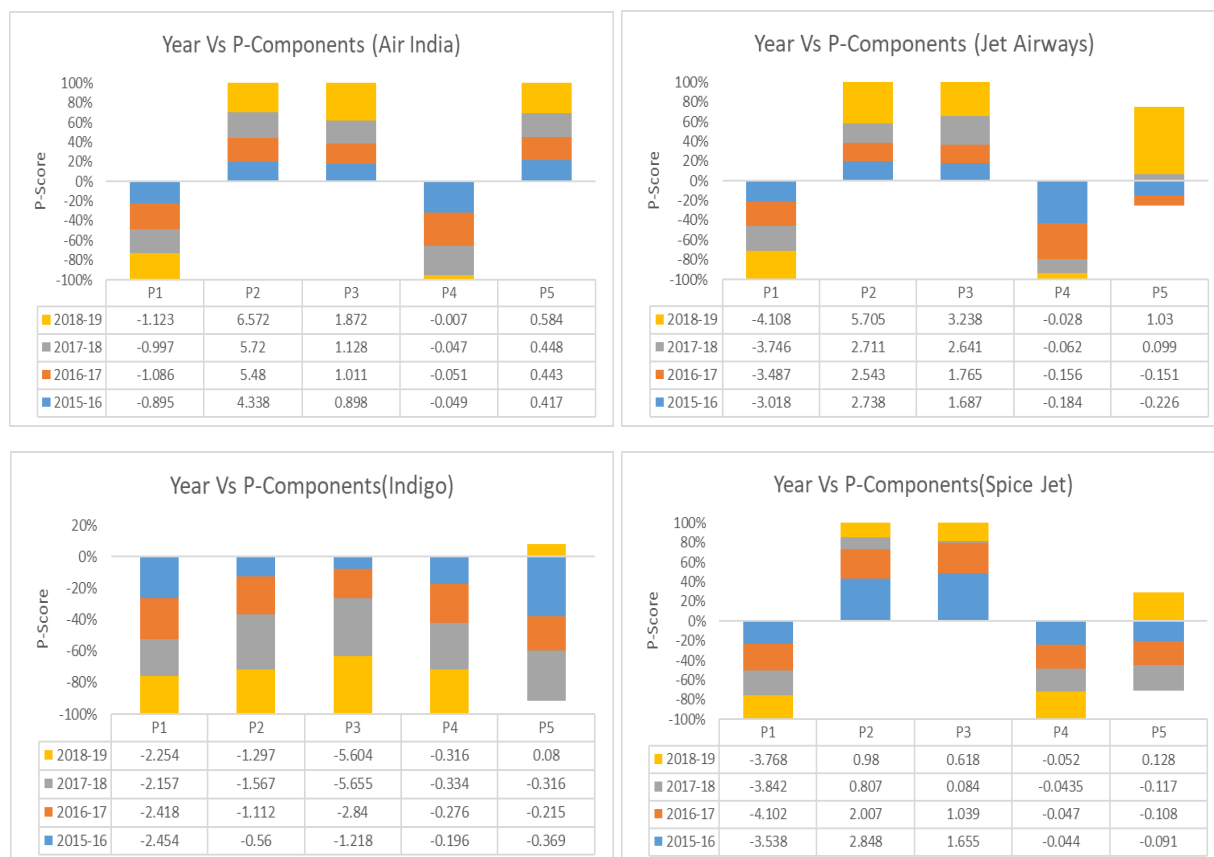 Year Vs P-Components (Air India)
P-Score
100%
80%
60%
40%
20%
0%
-20%
-40%
-60%
-80%
-100%
P1 P2 P3 P4 P5
2018-19 -1.123 6.572 1.872 -0.007 0.584
2017-18 -0.997 5.72 1.128 -0.047 0.448
2016-17 -1.086 5.48 1.011 -0.051 0.443
2015-16 -0.895 4.338 0.898 -0.049 0.417
Year Vs P-Components (Jet Airways)
P-Score
100%
80%
60%
40%
20%
0%
-20%
-40%
-60%
-80%
-100%
P1 P2 P3 P4 P5
2018-19 -4.108 5.705 3.238 -0.028 1.03
2017-18 -3.746 2.711 2.641 -0.062 0.099
2016-17 -3.487 2.543 1.765 -0.156 -0.151
2015-16 -3.018 2.738 1.687 -0.184 -0.226
Year Vs P-Components(Indigo)
P-Score
20%
0%
-20%
-40%
-60%
-80%
-100%
P1 P2 P3 P4 P5
2018-19 -2.254 -1.297 -5.604 -0.316 0.08
2017-18 -2.157 -1.567 -5.655 -0.334 -0.316
2016-17 -2.418 -1.112 -2.84 -0.276 -0.215
2015-16 -2.454 -0.56 -1.218 -0.196 -0.369
Year Vs P-Components(Spice Jet)
P-Score
100%
80%
60%
40%
20%
0%
-20%
-40%
-60%
-80%
-100%
P1 P2 P3 P4 P5
2018-19 -3.768 0.98 0.618 -0.052 0.128
2017-18 -3.842 0.807 0.084 -0.0435 -0.117
2016-17 -4.102 2.007 1.039 -0.047 -0.108
2015-16 -3.538 2.848 1.655 -0.044 -0.091